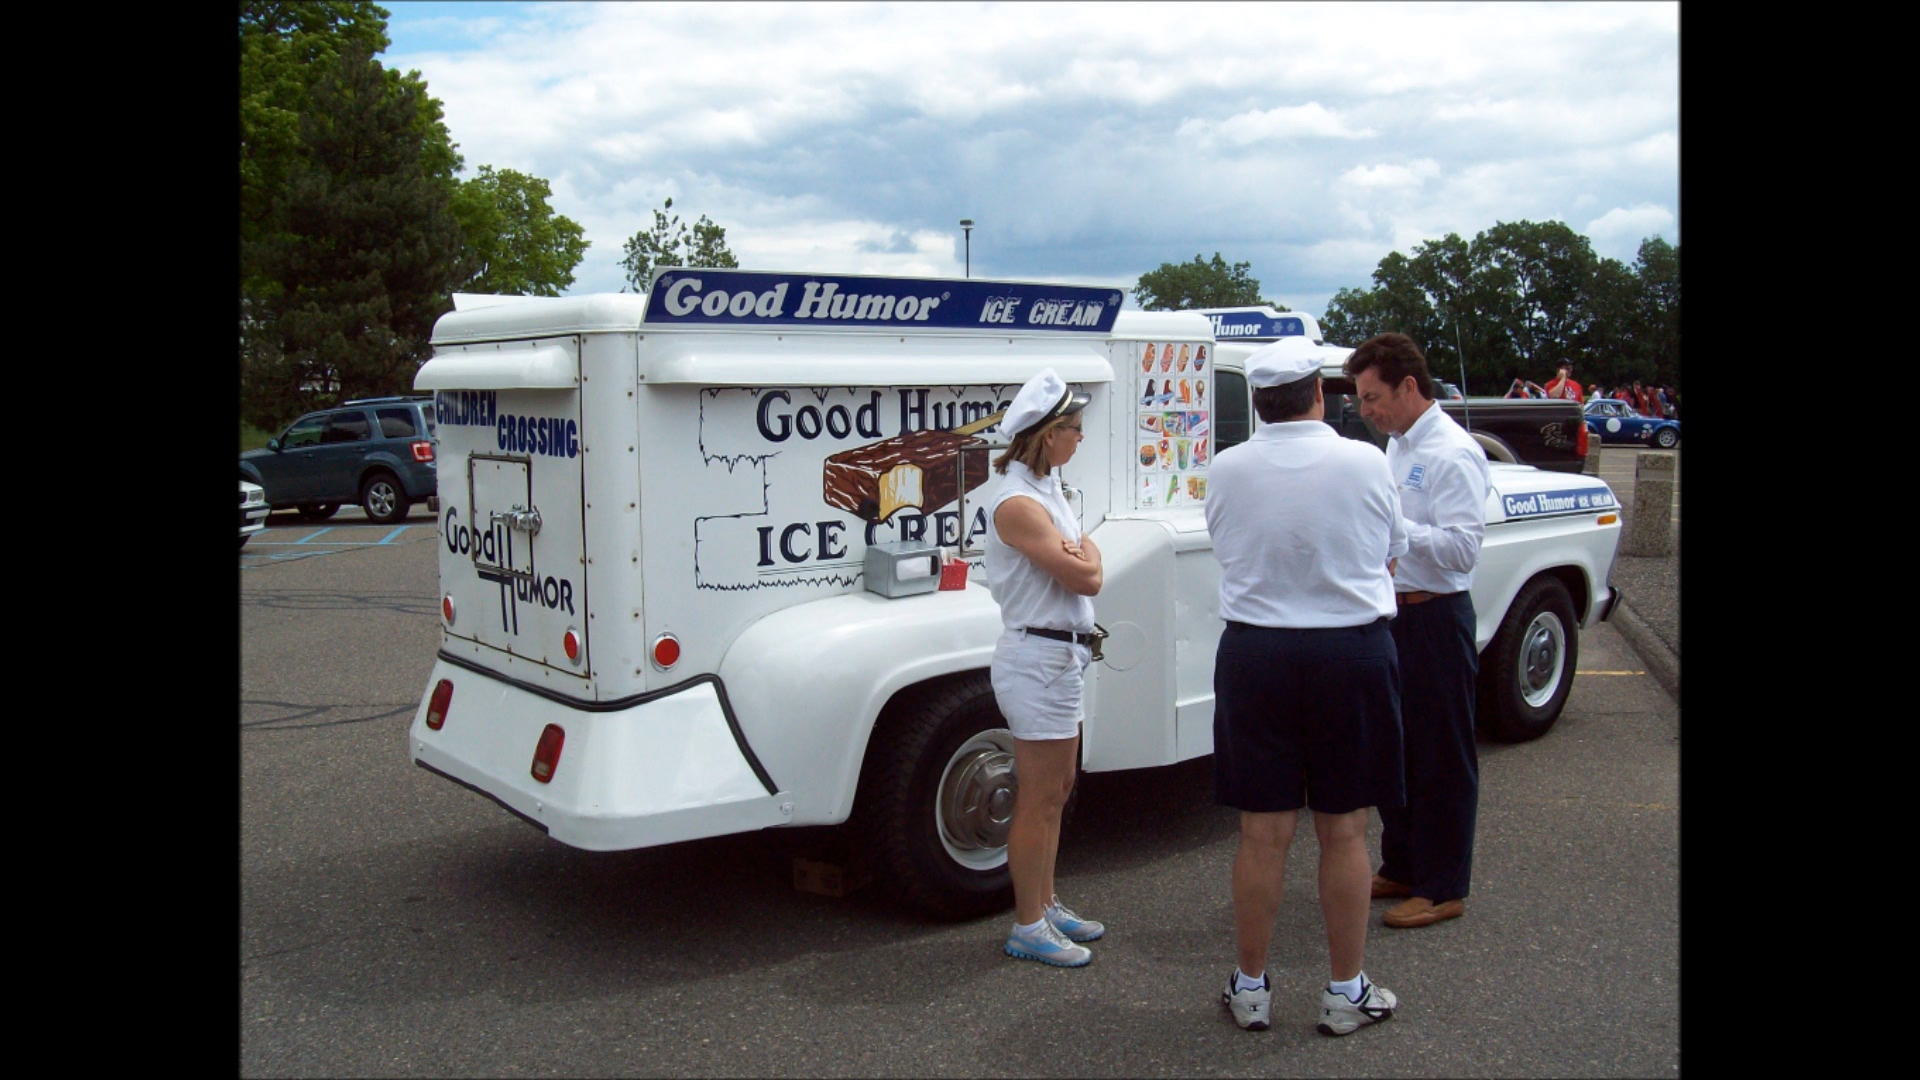 Good Humor® ICE CREAM
Humor
CHILDREN
CROSSING
Good Hum
ICE CREA
Good
HUMOR
Good Humor ICE CREAM